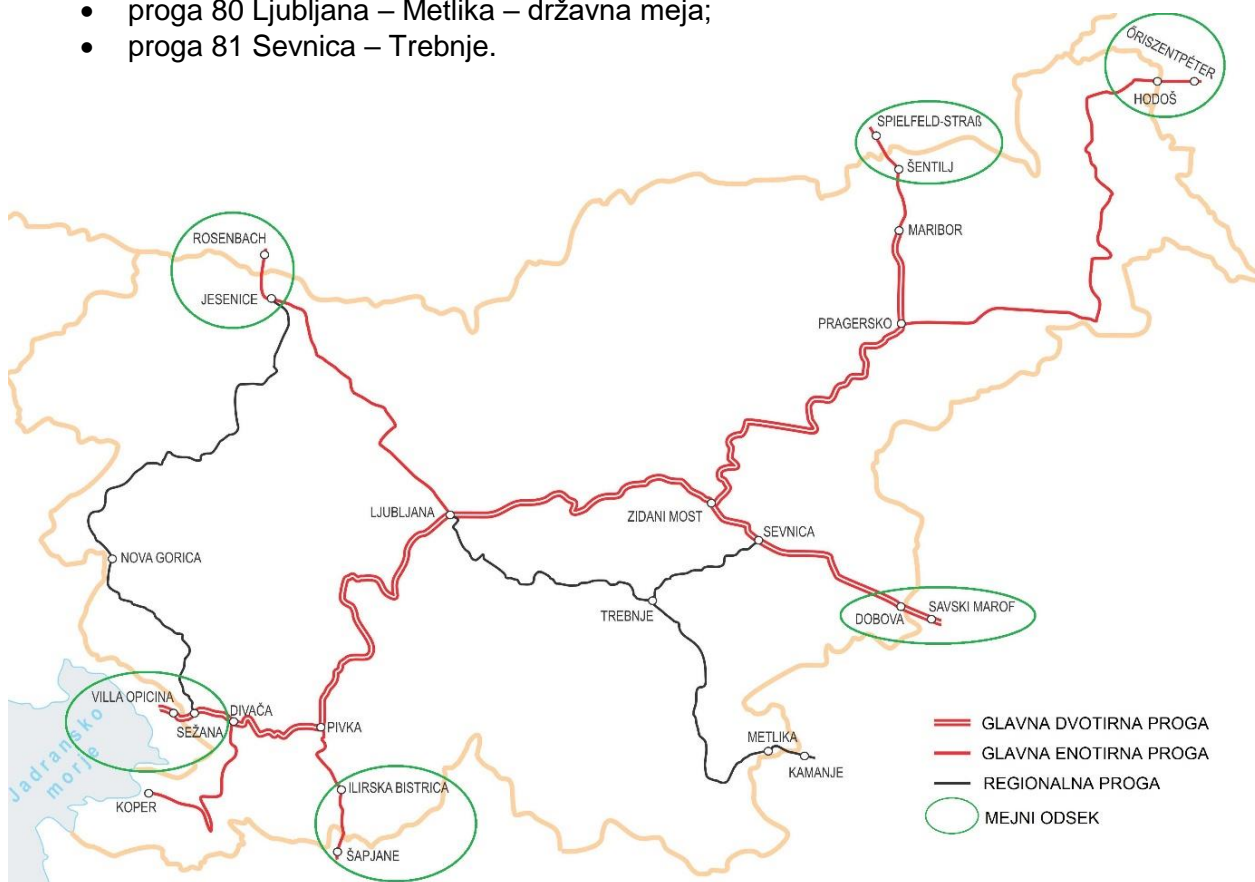 • proga 80 Ljubljana – Metlika – državna meja;
• proga 81 Sevnica – Trebnje.
ŐRISZENTPÉTER
HODOŠ
SPIELFELD-STRAß
ŠENTILJ
ROSENBACH
MARIBOR
JESENICE
PRAGERSKO
LJUBLJANA
ZIDANI MOST
SEVNICA
NOVA GORICA
TREBNJE
SAVSKI MAROF
DOBOVA
VILLA OPICINA
DIVAČA
SEŽANA
PIVKA
Jadransko
morje
METLIKA
KAMANJE
ILIRSKA BISTRICA
KOPER
ŠAPJANE
GLAVNA DVOTIRNA PROGA
GLAVNA ENOTIRNA PROGA
REGIONALNA PROGA
MEJNI ODSEK